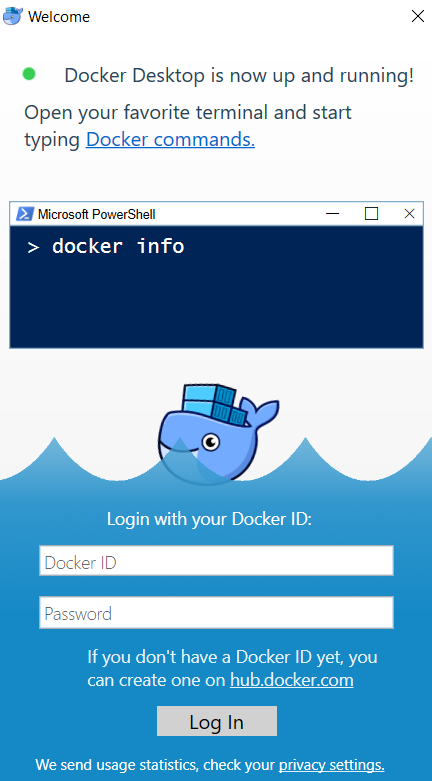 Welcome
Docker Desktop is now up and running!
Open your favorite terminal and start
typing Docker commands.
Microsoft PowerShell
> docker info
Login with your Docker ID:
Docker ID
Password
If you don't have a Docker ID yet, you
can create one on hub.docker.com
Log In
We send usage statistics, check your privacy settings.